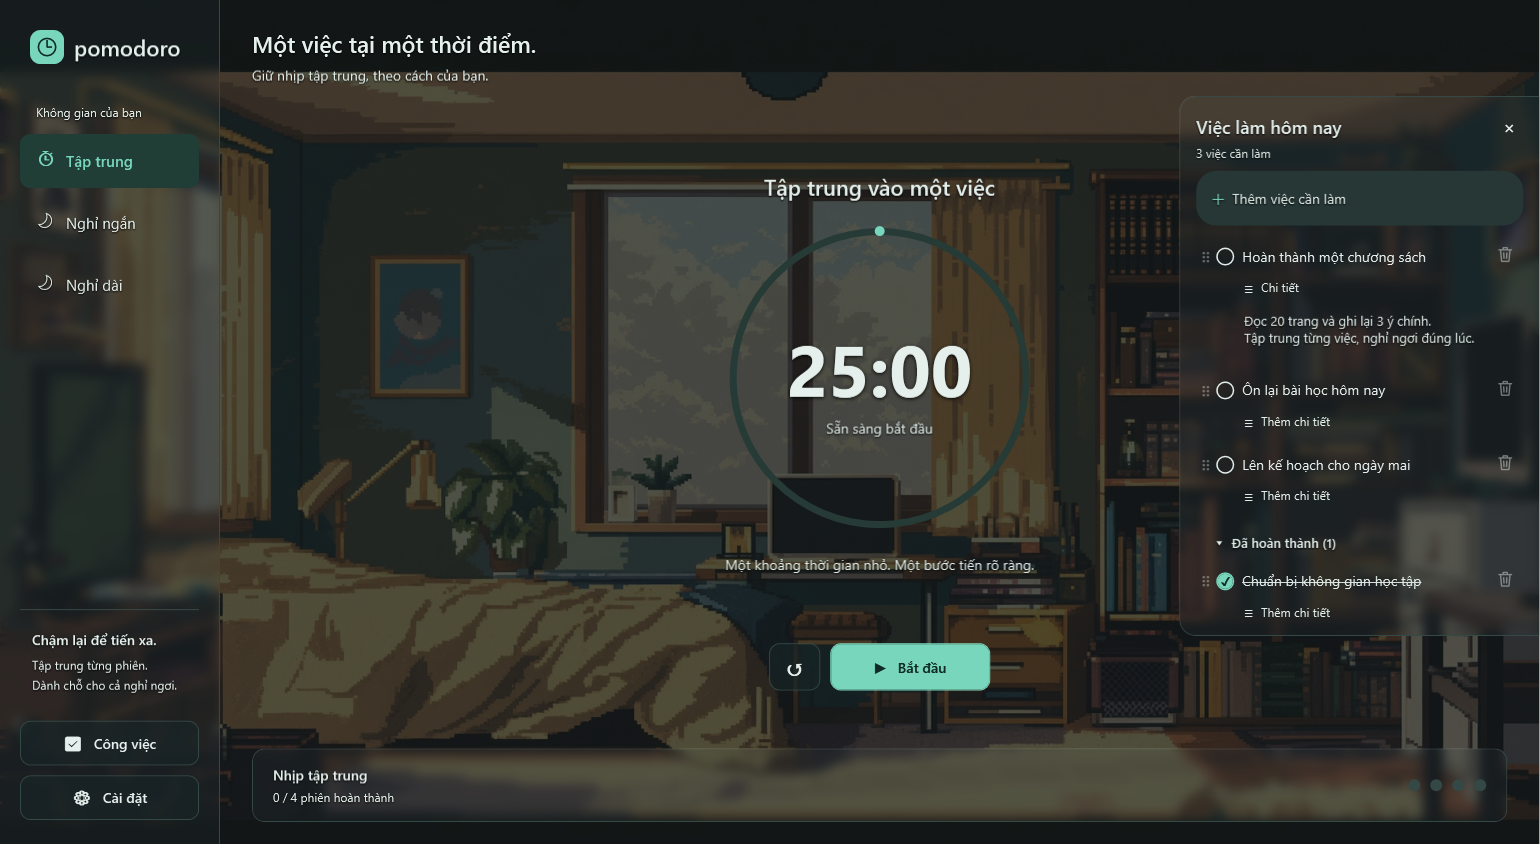 pomodoro
Không gian của bạn
Tập trung
Nghỉ ngắn
Nghỉ dài
Chậm lại để tiến xa.
Tập trung từng phiên.
Dành chỗ cho cả nghỉ ngơi.
Công việc
Cài đặt
Một việc tại một thời điểm.
Giữ nhịp tập trung, theo cách của bạn.
Tập trung vào một việc
25:00
Sẵn sàng bắt đầu
Một khoảng thời gian nhỏ. Một bước tiến rõ ràng.
Bắt đầu
Nhịp tập trung
0 / 4 phiên hoàn thành
Việc làm hôm nay
3 việc cần làm
Thêm việc cần làm
Hoàn thành một chương sách
Chi tiết
Đọc 20 trang và ghi lại 3 ý chính.
Tập trung từng việc, nghỉ ngơi đúng lúc.
Ôn lại bài học hôm nay
Thêm chi tiết
Lên kế hoạch cho ngày mai
Thêm chi tiết
Đã hoàn thành (1)
Chuẩn bị không gian học tập
Thêm chi tiết